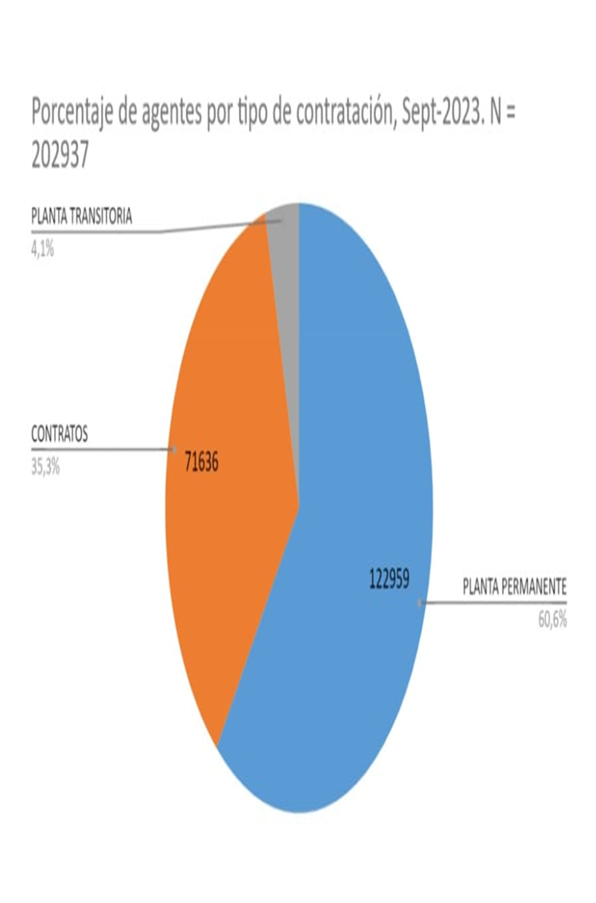 Porcentaje de agentes por tipo de contratación, Sept-2023. N =
202937
PLANTA TRANSITORIA
4,1%
CONTRATOS
35,3%
71636
122959
PLANTA PERMANENTE
60,6%